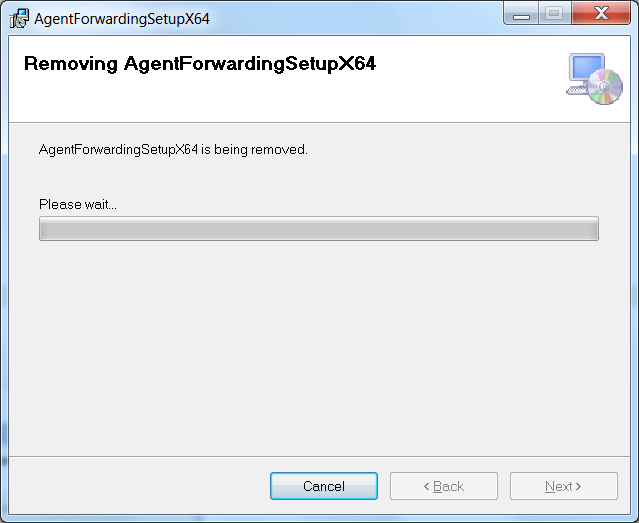 AgentForwardingSetupX64
Removing AgentForwardingSetupX64
AgentForwardingSetupX64 is being removed.
Please wait...
Cancel
< Back
Next >